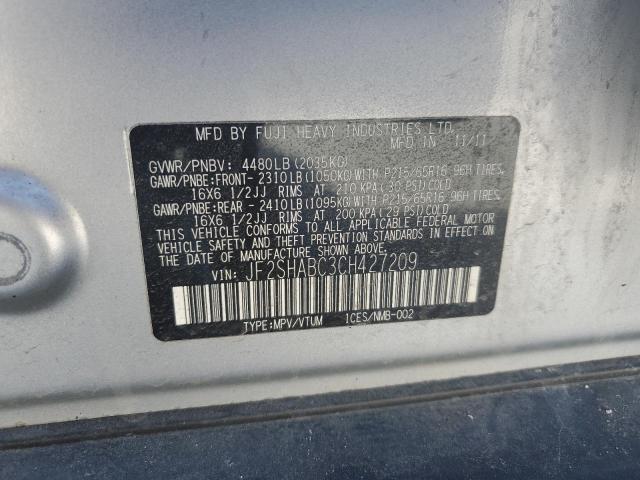 MFD BY FUJI HEAVY INDUSTRIES LTD.
MFD IN 11/11
GVWR/PNBV: 4480LB(2035KG)
GAWR/PNBE:FRONT-2310LB(1050KG)WITH P215/65R16 96H TIRES,
16X6 1/2JJ RIMS AT 210 KPA(30 PSI)COLD
GAWR/PNBE:REAR-2410LB(1095KG)WITH P215/65R16 96H TIRES,
16X6 1/2JJ RIMS AT 200 KPA(29 PSI)COLD
THIS VEHICLE CONFORMS TO ALL APPLICABLE FEDERAL MOTOR
VEHICLE SAFETY STANDARDS IN EFFECT ON
THE DATE OF MANUFACTURE SHOWN ABOVE.
VIN: JF2SHABC3CH427209
TYPE:MPV/VTUM ICES/NMB-002